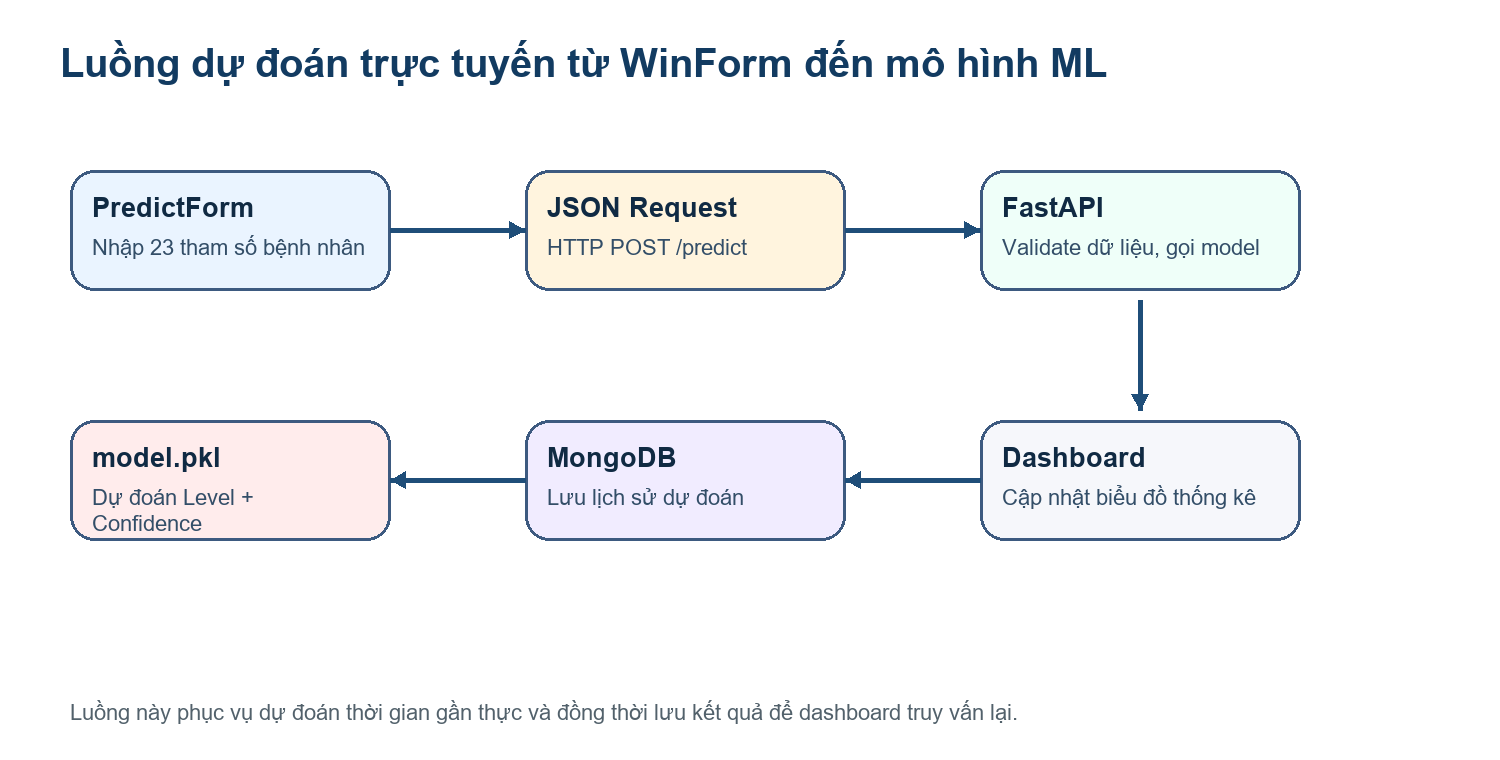 Luồng dự đoán trực tuyến từ WinForm đến mô hình ML
PredictForm
Nhập 23 tham số bệnh nhân
JSON Request
HTTP POST /predict
FastAPI
Validate dữ liệu, gọi model
model.pkl
Dự đoán Level +
Confidence
MongoDB
Lưu lịch sử dự đoán
Dashboard
Cập nhật biểu đồ thống kê
Luồng này phục vụ dự đoán thời gian gần thực và đồng thời lưu kết quả để dashboard truy vấn lại.